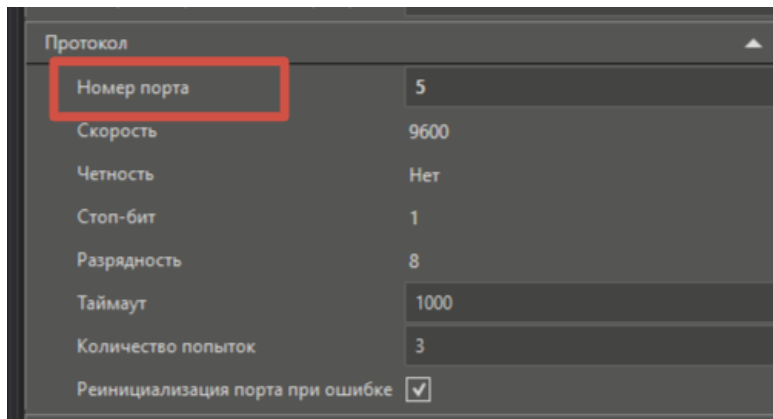 Протокол
Номер порта 5
Скорость 9600
Четность Нет
Стоп-бит 1
Разрядность 8
Таймаут 1000
Количество попыток 3
Реинициализация порта при ошибке